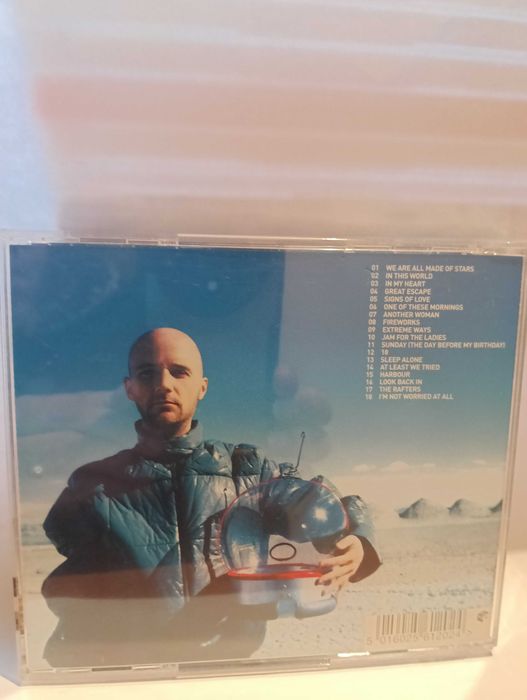 01 WE ARE ALL MADE OF STARS
02 IN THIS WORLD
03 IN MY HEART
04 GREAT ESCAPE
05 SIGNS OF LOVE
06 ONE OF THESE MORNINGS
07 ANOTHER WOMAN
08 FIREWORKS
09 EXTREME WAYS
10 JAM FOR THE LADIES
11 SUNDAY (THE DAY BEFORE MY BIRTHDAY)
12 18
13 SLEEP ALONE
14 AT LEAST WE TRIED
15 HARBOUR
16 LOOK BACK IN
17 THE RAFTERS
18 I'M NOT WORRIED AT ALL
5 016025 612024